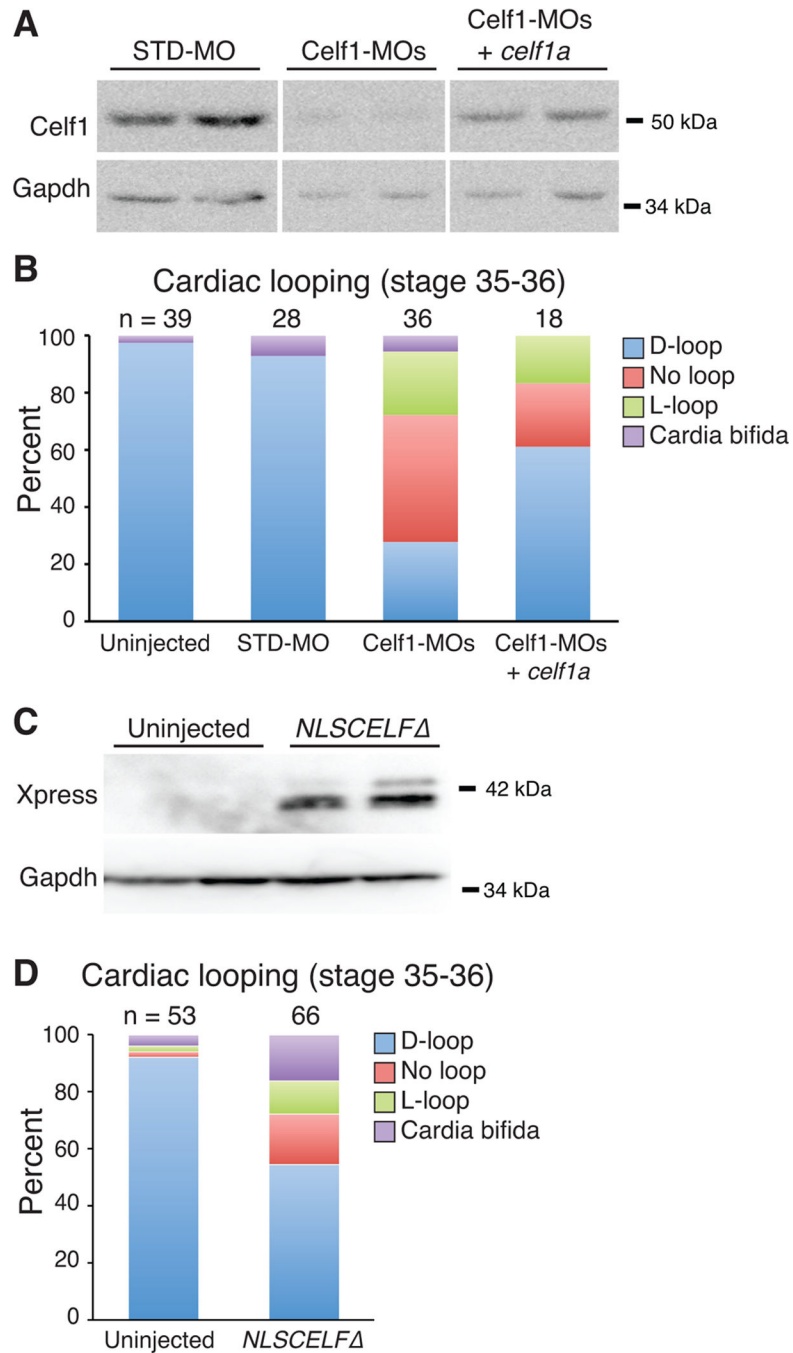 A
STD-MO
Celf1-MOs
Celf1-MOs
+ celf1a
Celf1
50 kDa
Gapdh
34 kDa
B
Cardiac looping (stage 35-36)
n = 39
28
36
18
100
80
60
40
20
0
Percent
D-loop
No loop
L-loop
Cardia bifida
Uninjected
STD-MO
Celf1-MOs
Celf1-MOs
+ celf1a
C
Uninjected
NLSCELFΔ
Xpress
42 kDa
Gapdh
34 kDa
D
Cardiac looping (stage 35-36)
n = 53
66
100
80
60
40
20
0
Percent
D-loop
No loop
L-loop
Cardia bifida
Uninjected
NLSCELFΔ